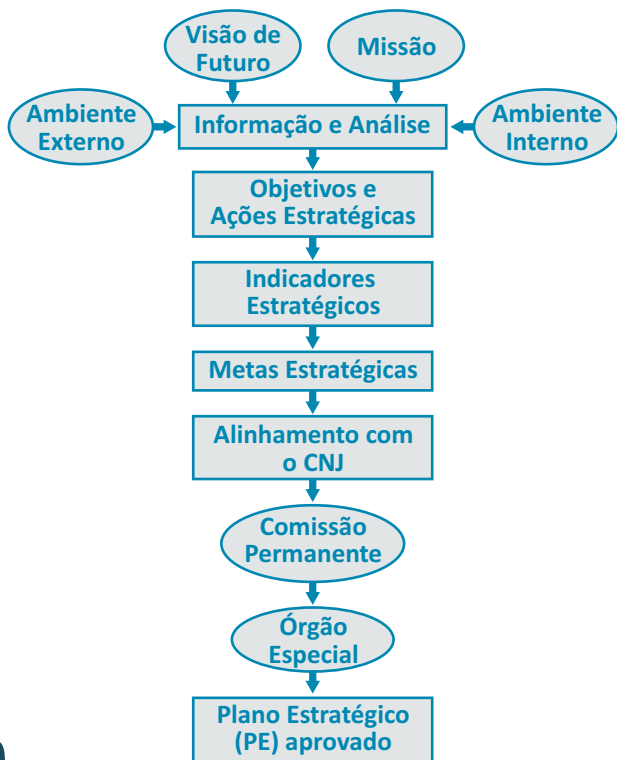 Visão de
Futuro
Missão
Ambiente
Externo
Informação e Análise
Ambiente
Interno
Objetivos e
Ações Estratégicas
Indicadores
Estratégicos
Metas Estratégicas
Alinhamento com
o CNJ
Comissão
Permanente
Órgão
Especial
Plano Estratégico
(PE) aprovado